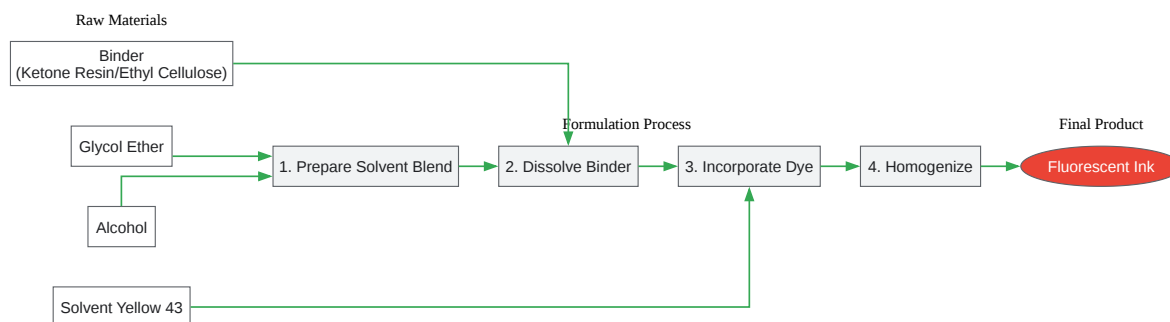 Raw Materials
Binder
(Ketone Resin/Ethyl Cellulose)
Formulation Process
Final Product
Glycol Ether
1. Prepare Solvent Blend
2. Dissolve Binder
3. Incorporate Dye
4. Homogenize
Fluorescent Ink
Alcohol
Solvent Yellow 43